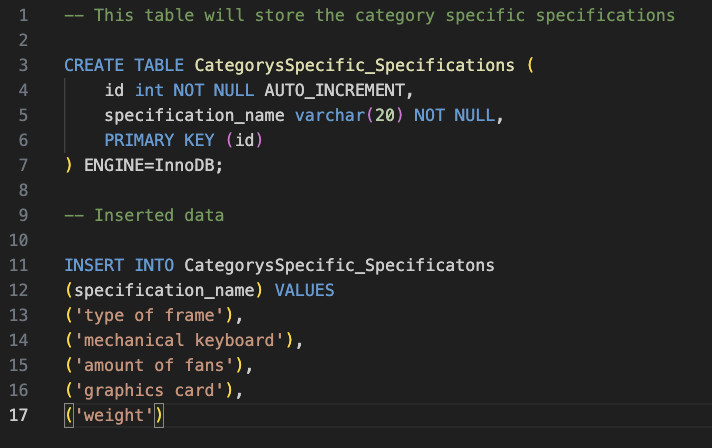 1 -- This table will store the category specific specifications
2
3 CREATE TABLE CategorysSpecific_Specifications (
4     id int NOT NULL AUTO_INCREMENT,
5     specification_name varchar(20) NOT NULL,
6     PRIMARY KEY (id)
7 ) ENGINE=InnoDB;
8
9 -- Inserted data
10
11 INSERT INTO CategorysSpecific_Specificatons
12 (specification_name) VALUES
13 ('type of frame'),
14 ('mechanical keyboard'),
15 ('amount of fans'),
16 ('graphics card'),
17 ('weight')